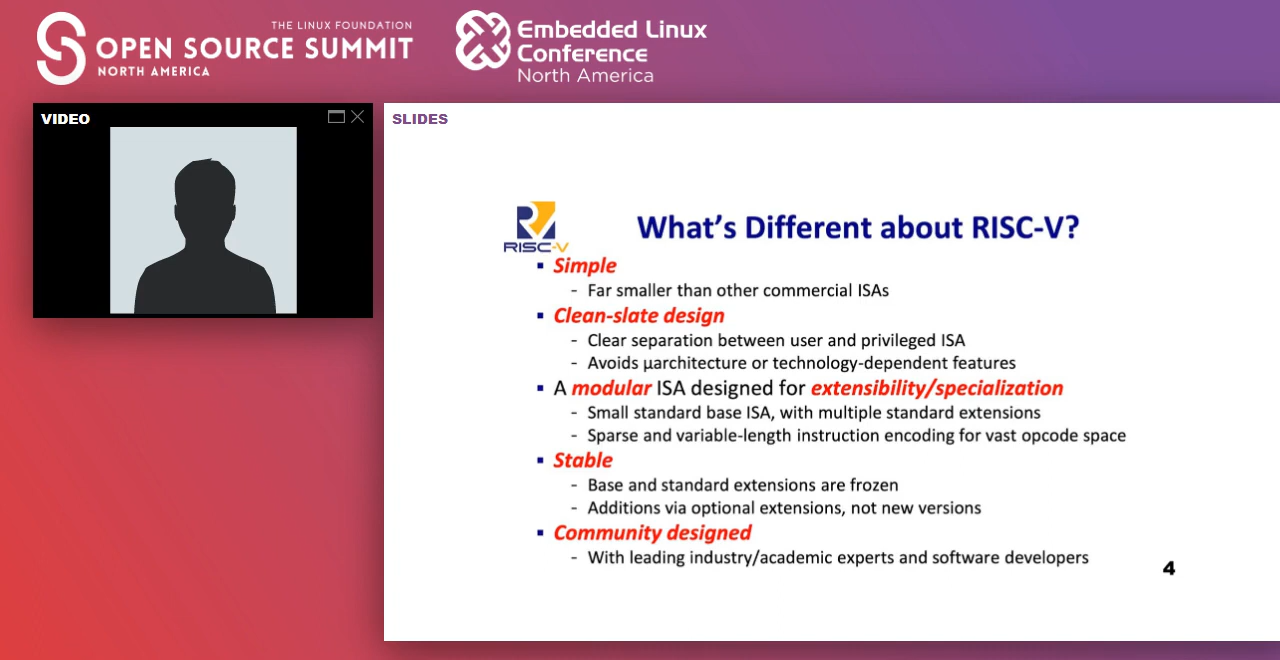 THE LINUX FOUNDATION
OPEN SOURCE SUMMIT
NORTH AMERICA
Embedded Linux
Conference
North America
VIDEO
SLIDES
RISC-V
What's Different about RISC-V?
▪ Simple
- Far smaller than other commercial ISAs
▪ Clean-slate design
- Clear separation between user and privileged ISA
- Avoids µarchitecture or technology-dependent features
▪ A modular ISA designed for extensibility/specialization
- Small standard base ISA, with multiple standard extensions
- Sparse and variable-length instruction encoding for vast opcode space
▪ Stable
- Base and standard extensions are frozen
- Additions via optional extensions, not new versions
▪ Community designed
- With leading industry/academic experts and software developers
4